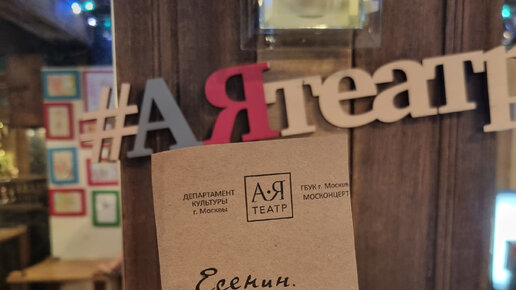 #АЯтеатр
ДЕПАРТАМЕНТ
КУЛЬТУРЫ
г. Москвы
А·Я
ТЕАТР
ГБУК г. Москвы
МОСКОНЦЕРТ
Есенин.